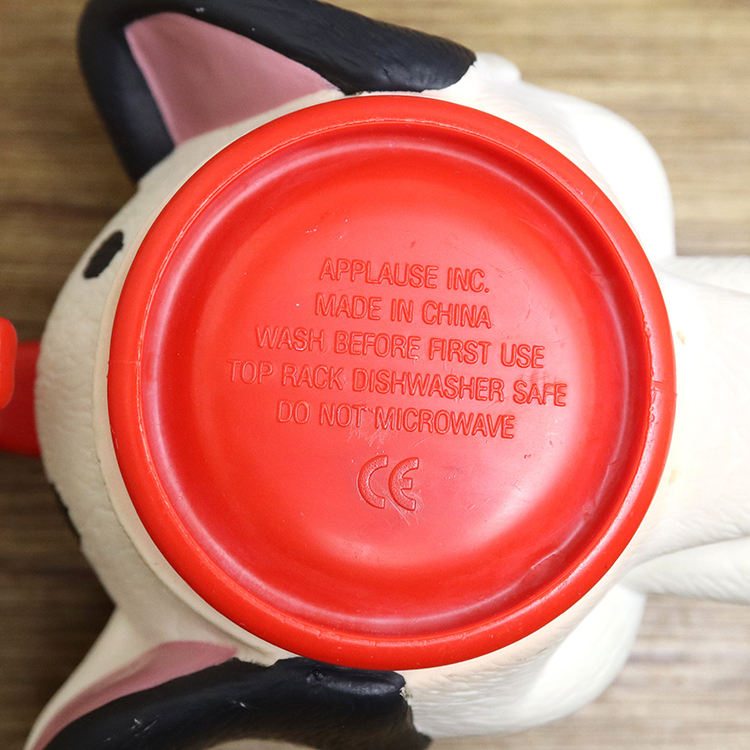 APPLAUSE INC.
MADE IN CHINA
WASH BEFORE FIRST USE
TOP RACK DISHWASHER SAFE
DO NOT MICROWAVE
CE